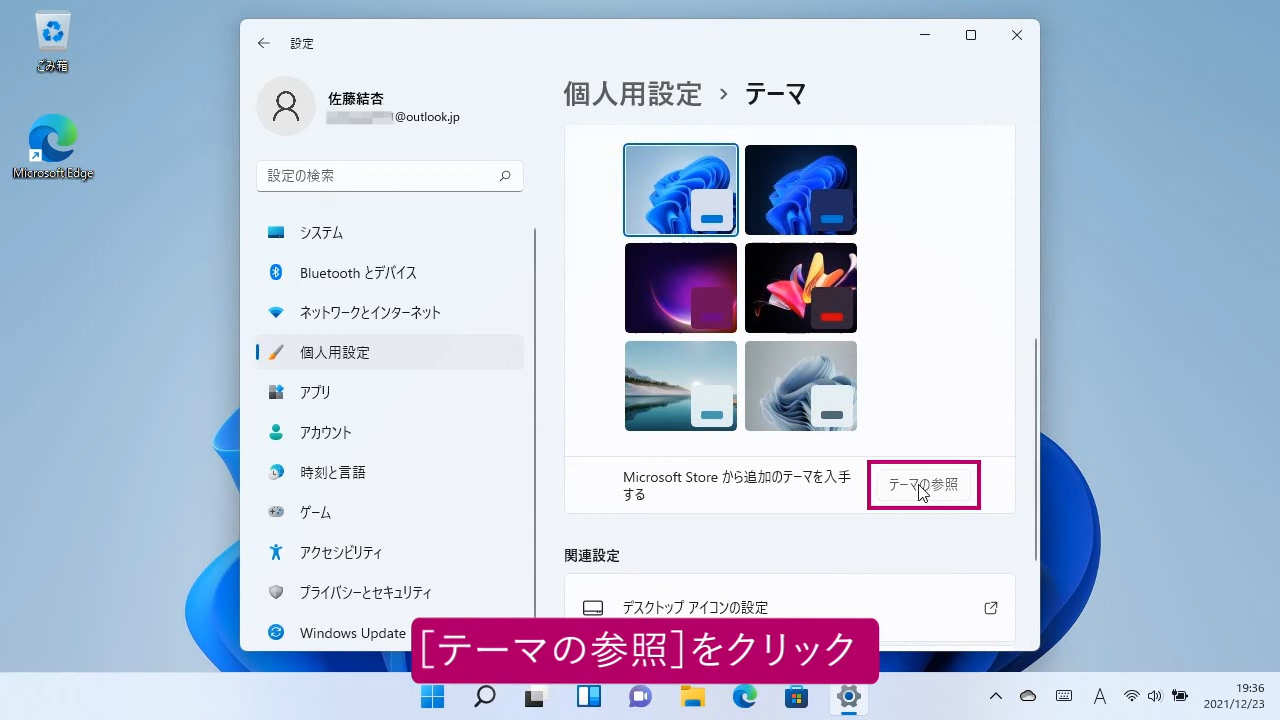 ごみ箱
Microsoft Edge
設定
佐藤結杏
@outlook.jp
設定の検索
システム
Bluetooth とデバイス
ネットワークとインターネット
個人用設定
アプリ
アカウント
時刻と言語
ゲーム
アクセシビリティ
プライバシーとセキュリティ
Windows Update
個人用設定 › テーマ
Microsoft Store から追加のテーマを入手
する
テーマの参照
関連設定
デスクトップ アイコンの設定
[テーマの参照]をクリック
A
19:36
2021/12/23